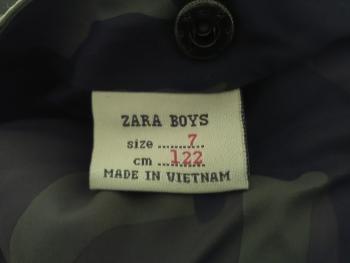 ZARA BOYS
size ........7
cm ...122
MADE IN VIETNAM